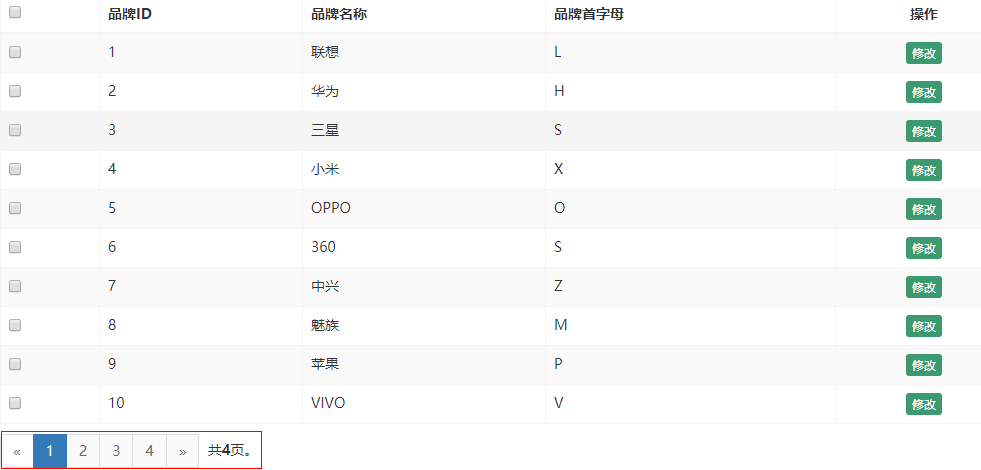 品牌ID 品牌名称 品牌首字母 操作
1 联想 L 修改
2 华为 H 修改
3 三星 S 修改
4 小米 X 修改
5 OPPO O 修改
6 360 S 修改
7 中兴 Z 修改
8 魅族 M 修改
9 苹果 P 修改
10 VIVO V 修改
« 1 2 3 4 » 共4页。